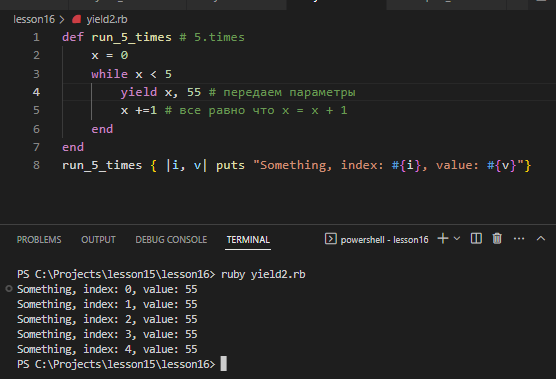 lesson16 > yield2.rb
1 def run_5_times # 5.times
2 x = 0
3 while x < 5
4 yield x, 55 # передаем параметры
5 x +=1 # все равно что x = x + 1
6 end
7 end
8 run_5_times { |i, v| puts "Something, index: #{i}, value: #{v}"}
PROBLEMS OUTPUT DEBUG CONSOLE TERMINAL powershell - lesson16
PS C:\Projects\lesson15\lesson16> ruby yield2.rb
Something, index: 0, value: 55
Something, index: 1, value: 55
Something, index: 2, value: 55
Something, index: 3, value: 55
Something, index: 4, value: 55
PS C:\Projects\lesson15\lesson16>